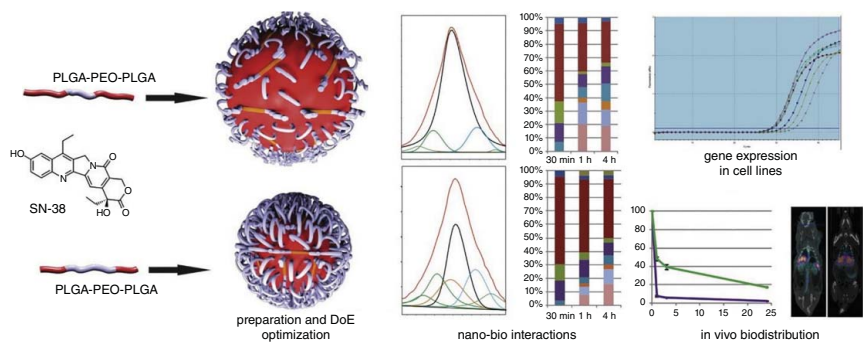 PLGA-PEO-PLGA
HO
N
O
N
O
HO
O
SN-38
PLGA-PEO-PLGA
preparation and DoE
optimization
100%
90%
80%
70%
60%
50%
40%
30%
20%
10%
0%
30 min 1 h 4 h
100%
90%
80%
70%
60%
50%
40%
30%
20%
10%
0%
30 min 1 h 4 h
nano-bio interactions
gene expression
in cell lines
100
80
60
40
20
0
0 5 10 15 20 25
in vivo biodistribution